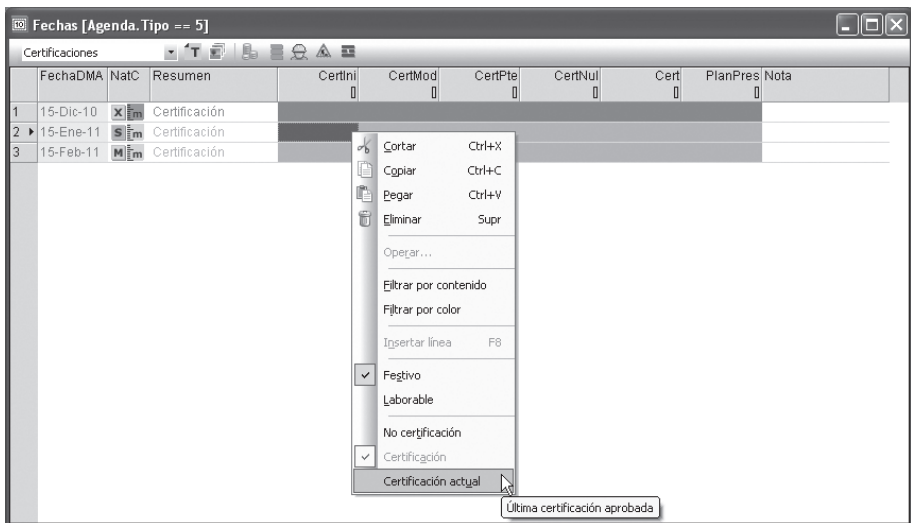 Fechas [Agenda.Tipo == 5]
Certificaciones
FechaDMA NatC Resumen CertIni CertMod CertPte CertNul Cert PlanPres Nota
[] [] [] [] [] []
1 15-Dic-10 X m Certificación
2 15-Ene-11 S m Certificación
3 15-Feb-11 M m Certificación
Cortar Ctrl+X
Copiar Ctrl+C
Pegar Ctrl+V
Eliminar Supr
Operar...
Filtrar por contenido
Filtrar por color
Insertar línea F8
Festivo
Laborable
No certificación
Certificación
Certificación actual
Última certificación aprobada